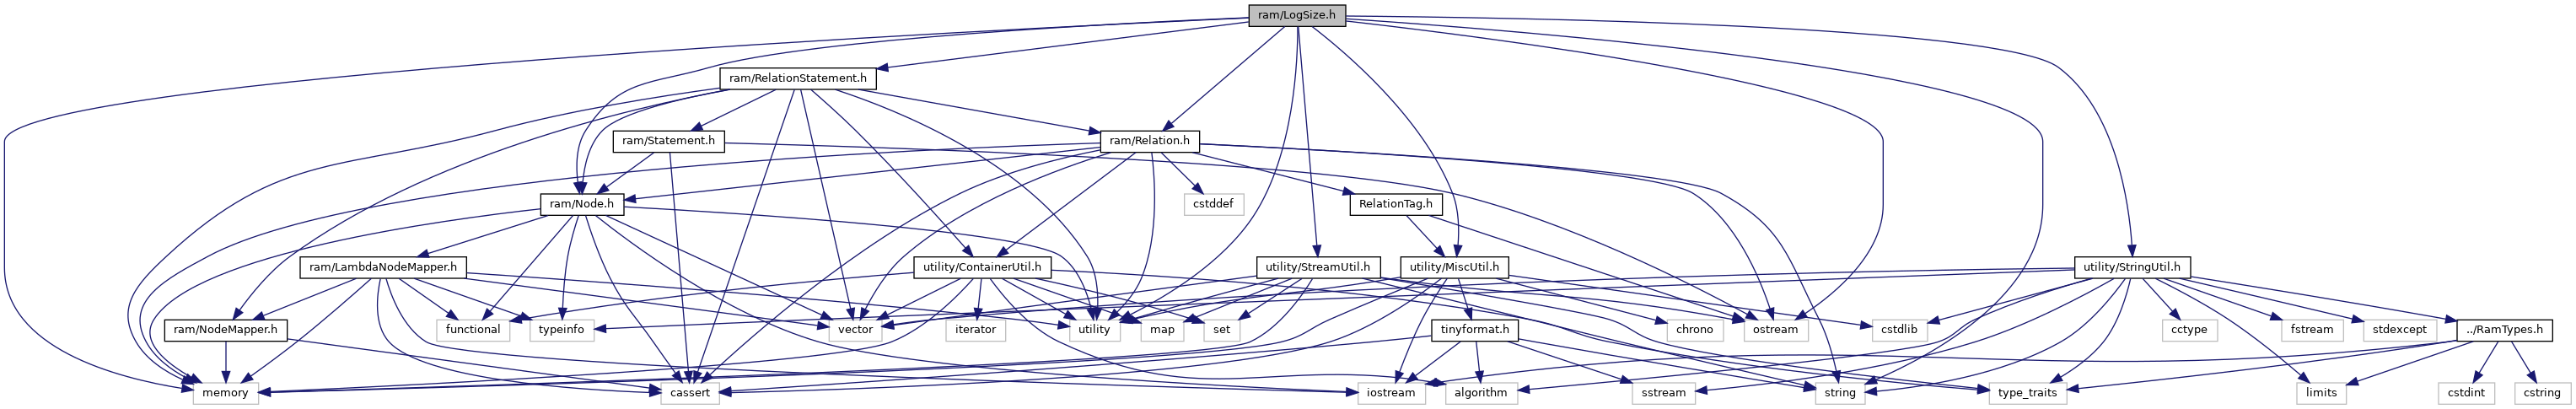 ram/LogSize.h
ram/RelationStatement.h
ram/Statement.h
ram/Relation.h
ram/Node.h
cstddef
RelationTag.h
ram/LambdaNodeMapper.h
utility/ContainerUtil.h
utility/StreamUtil.h
utility/MiscUtil.h
utility/StringUtil.h
ram/NodeMapper.h
functional
typeinfo
vector
iterator
utility
map
set
tinyformat.h
chrono
ostream
cstdlib
cctype
fstream
stdexcept
../RamTypes.h
memory
cassert
iostream
algorithm
sstream
string
type_traits
limits
cstdint
cstring